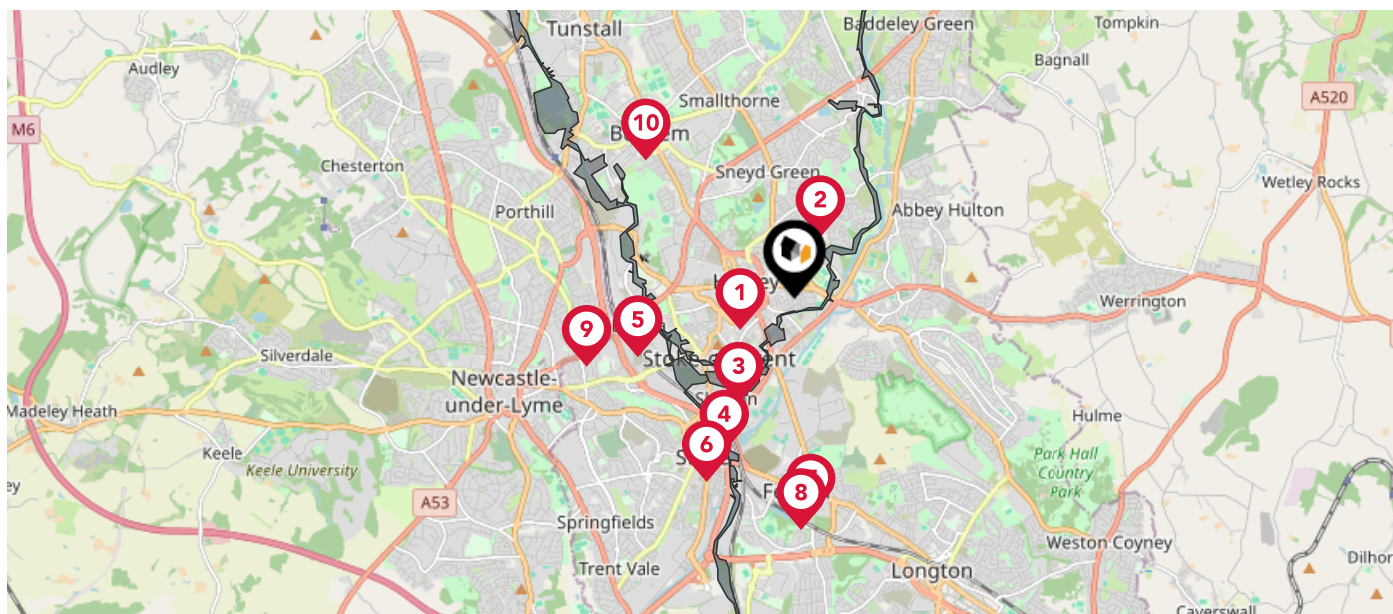 Tunstall
Baddeley Green
Tompkin
Audley
Bagnall
Smallthorne
A520
M6
10
Chesterton
Sneyd Green
Wetley Rocks
2
Porthill
Abbey Hulton
1
Werrington
5
9
Silverdale
3
Newcastle-
under-Lyme
Madeley Heath
4
Hulme
6
Keele
Keele University
Park Hall
Country
Park
8
A53
Springfields
Weston Coyney
Trent Vale
Longton
Caverswall